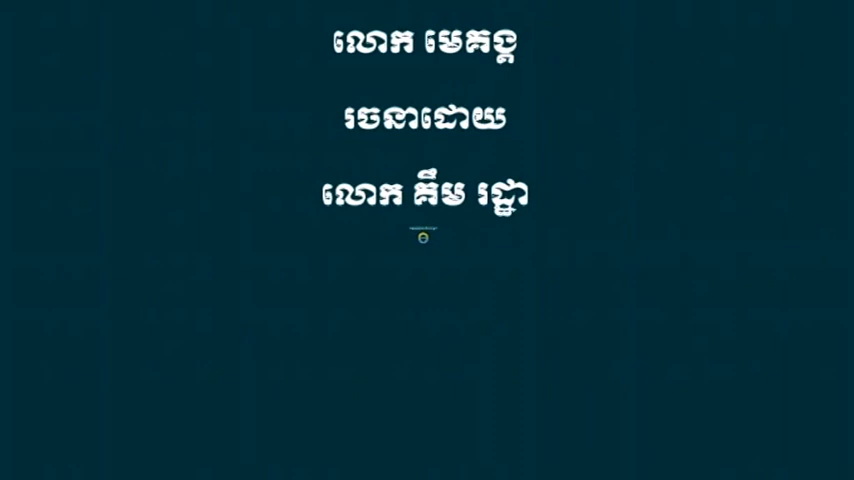 លោក មេគង្គ
រចនាដោយ
លោក គឹម រដ្ឋា